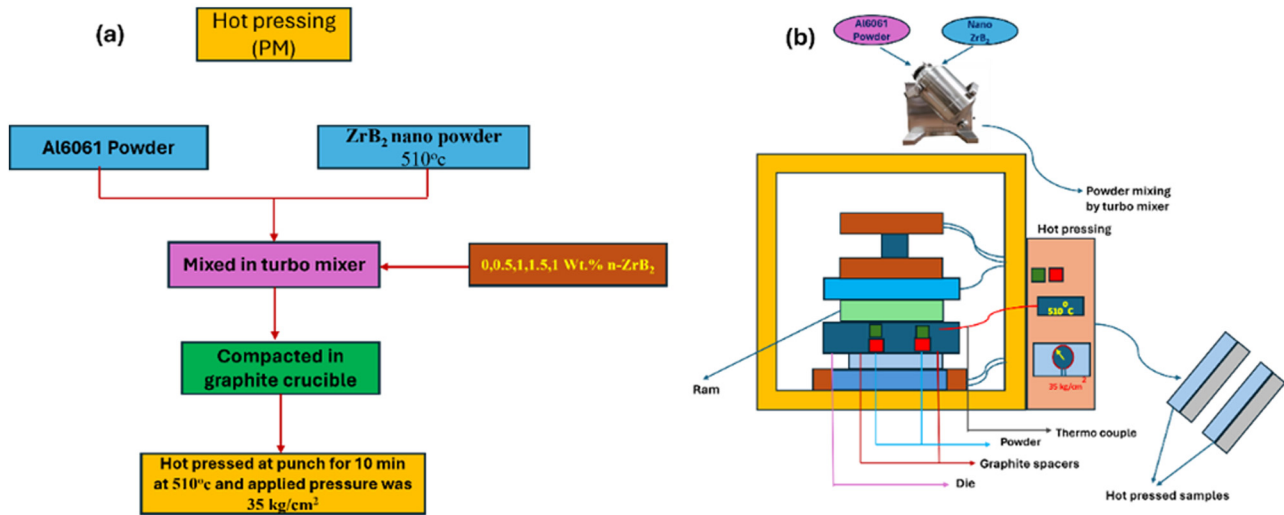 (a)
Hot pressing
(PM)
Al6061 Powder
ZrB₂ nano powder
510°c
Mixed in turbo mixer
0,0.5,1,1.5,1 Wt.% n-ZrB₂
Compacted in
graphite crucible
Hot pressed at punch for 10 min
at 510°c and applied pressure was
35 kg/cm²
(b)
Al6061
Powder
Nano
ZrB₂
Powder mixing
by turbo mixer
Hot pressing
510⁰C
35 kg/cm²
Ram
Thermo couple
Powder
Graphite spacers
Die
Hot pressed samples